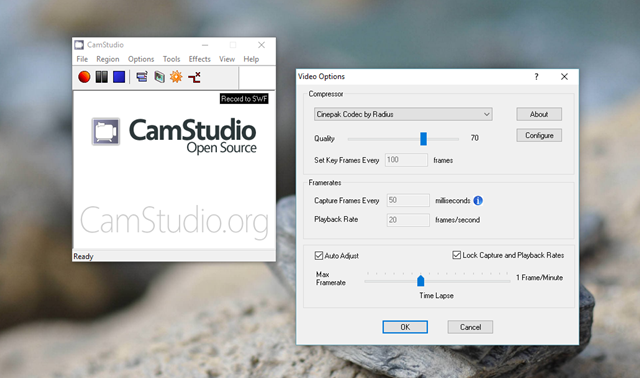 CamStudio
File Region Options Tools Effects View Help
Record to SWF
CamStudio
Open Source
CamStudio.org
Ready
Video Options
Compressor
Cinepak Codec by Radius
About
Quality 70
Configure
Set Key Frames Every 100 frames
Framerates
Capture Frames Every 50 milliseconds
Playback Rate 20 frames/second
Auto Adjust
Lock Capture and Playback Rates
Max
Framerate
1 Frame/Minute
Time Lapse
OK Cancel